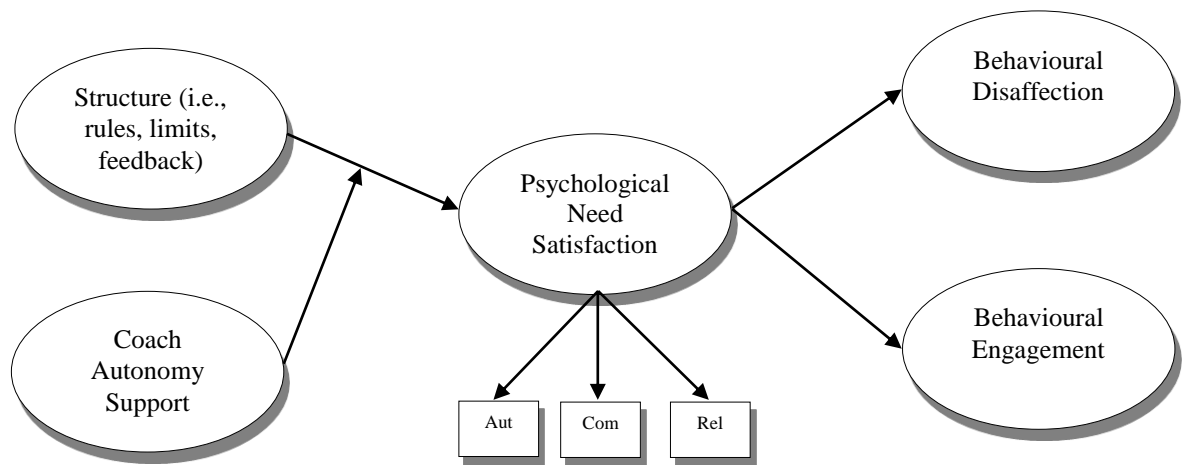 Structure (i.e.,
rules, limits,
feedback)
Coach
Autonomy
Support
Psychological
Need
Satisfaction
Aut
Com
Rel
Behavioural
Disaffection
Behavioural
Engagement